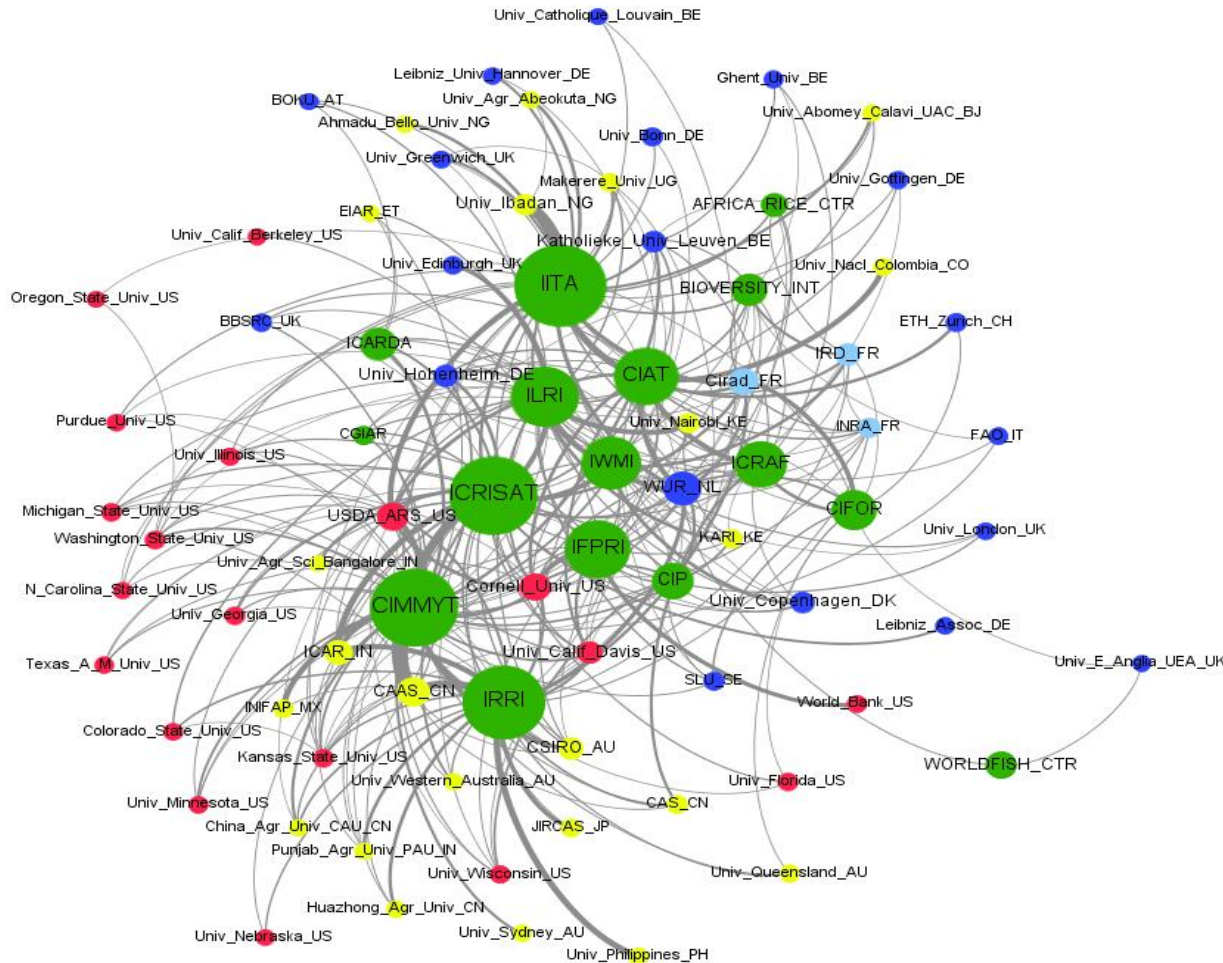 Univ_Catholique_Louvain_BE
Leibniz_Univ_Hannover_DE
Ghent_Univ_BE
BOKU_AT
Univ_Agr_Abeokuta_NG
Univ_Abomey_Calavi_UAC_BJ
Ahmadu_Bello_Univ_NG
Univ_Bonn_DE
Univ_Greenwich_UK
Makerere_Univ_UG
Univ_Gottingen_DE
EIAR_ET
Univ_Ibadan_NG
AFRICA_RICE_CTR
Univ_Calif_Berkeley_US
Katholieke_Univ_Leuven_BE
Univ_Edinburgh_UK
Univ_Nacl_Colombia_CO
IITA
BIOVERSITY_INT
Oregon_State_Univ_US
BBSRC_UK
ETH_Zurich_CH
ICARDA
IRD_FR
Univ_Hohenheim_DE
CIAT
Cirad_FR
ILRI
Purdue_Univ_US
Univ_Nairobi_KE
INRA_FR
CGIAR
FAO_IT
Univ_Illinois_US
IWMI
ICRAF
WUR_NL
ICRISAT
Michigan_State_Univ_US
USDA_ARS_US
CIFOR
Washington_State_Univ_US
KARI_KE
Univ_London_UK
IFPRI
Univ_Agr_Sci_Bangalore_IN
N_Carolina_State_Univ_US
Cornell_Univ_US
CIP
CIMMYT
Univ_Copenhagen_DK
Univ_Georgia_US
Leibniz_Assoc_DE
ICAR_IN
Univ_Calif_Davis_US
Texas_A_M_Univ_US
Univ_E_Anglia_UEA_UK
SLU_SE
CAAS_CN
IRRI
World_Bank_US
INIFAP_MX
Colorado_State_Univ_US
CSIRO_AU
Kansas_State_Univ_US
WORLDFISH_CTR
Univ_Western_Australia_AU
Univ_Florida_US
Univ_Minnesota_US
CAS_CN
China_Agr_Univ_CAU_CN
JIRCAS_JP
Punjab_Agr_Univ_PAU_IN
Univ_Wisconsin_US
Univ_Queensland_AU
Huazhong_Agr_Univ_CN
Univ_Sydney_AU
Univ_Nebraska_US
Univ_Philippines_PH